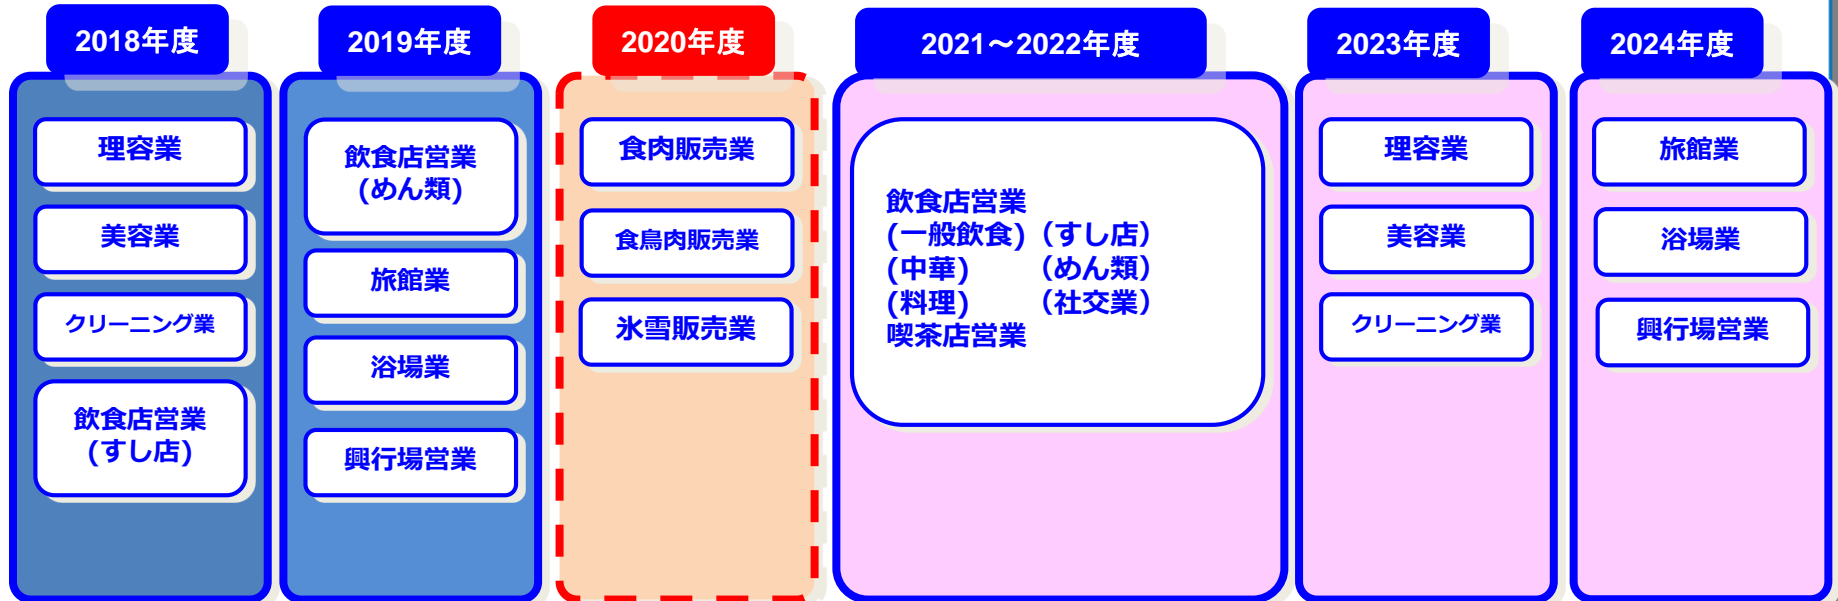 2018年度
理容業
美容業
クリーニング業
飲食店営業
(すし店)
2019年度
飲食店営業
(めん類)
旅館業
浴場業
興行場営業
2020年度
食肉販売業
食鳥肉販売業
氷雪販売業
2021～2022年度
飲食店営業
(一般飲食)（すし店）
(中華)　　（めん類）
(料理)　　（社交業）
喫茶店営業
2023年度
理容業
美容業
クリーニング業
2024年度
旅館業
浴場業
興行場営業